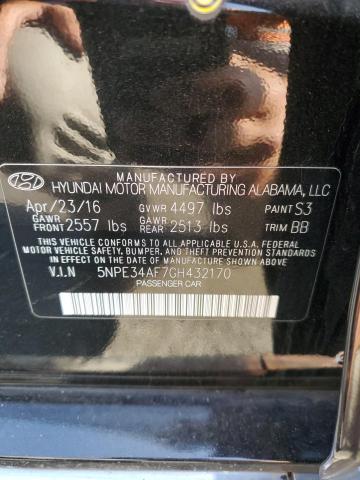 MANUFACTURED BY
HYUNDAI MOTOR MANUFACTURING ALABAMA, LLC
Apr/23/16 GVWR 4497 lbs PAINT S3
GAWR FRONT 2557 lbs GAWR REAR 2513 lbs TRIM BB
THIS VEHICLE CONFORMS TO ALL APPLICABLE U.S.A. FEDERAL
MOTOR VEHICLE SAFETY, BUMPER, AND THEFT PREVENTION
STANDARDS IN EFFECT ON THE DATE OF MANUFACTURE SHOWN ABOVE.
V.I.N 5NPE34AF7GH432170
PASSENGER CAR